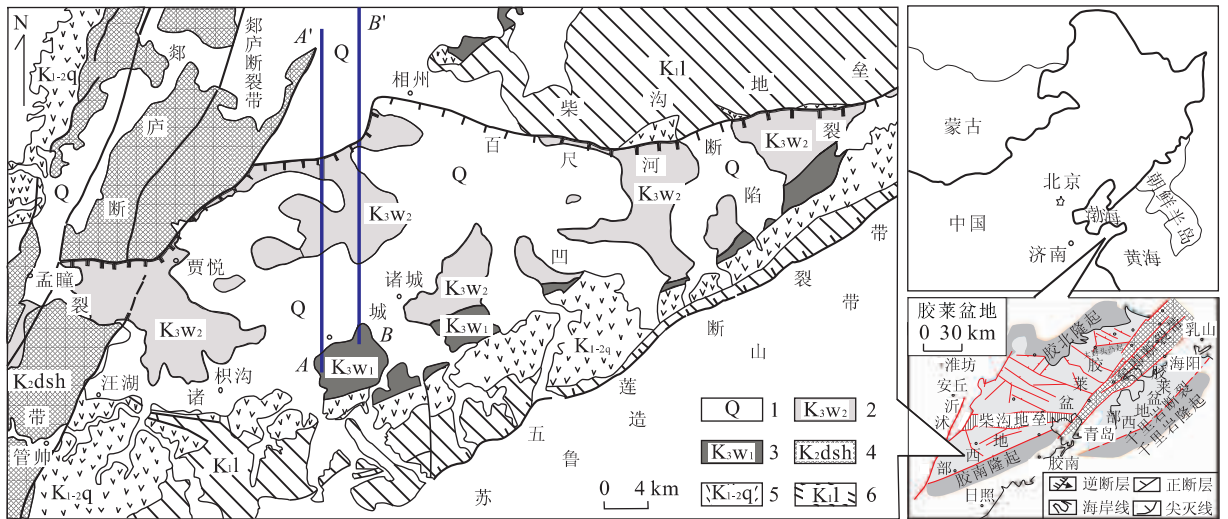 N
K₁₋₂q
郯
郯庐断裂带
A'
B'
Q
相州
K₁l
柴沟地垒
庐
百尺河断裂
K₃w₂
Q
Q
Q
K₃w₂
陷
断
K₃w₂
贾悦
孟疃
裂
凹
带
诸城
裂
K₃w₂
Q
K₃w₂
城
带
B
K₃w₁
K₁₋₂q
断
A
K₃w₁
山
K₂dsh
汪湖
枳沟
诸
莲
带
造
管帅
五
K₁l
鲁
K₁₋₂q
苏
0 4 km
Q 1
K₃w₂ 2
K₃w₁ 3
K₂dsh 4
K₁₋₂q 5
K₁l 6
蒙古
北京
朝鲜半岛
渤海
中国
济南
黄海
胶莱盆地
0 30 km
胶北隆起
乳山
潍坊
海阳
胶
安丘
莱
胶莱盆地
沂
沭
盆
柴沟地垒
部
地
青岛
西
部
胶南隆起
胶南
千里岩断裂
千里岩隆起
日照
逆断层
正断层
海岸线
尖灭线